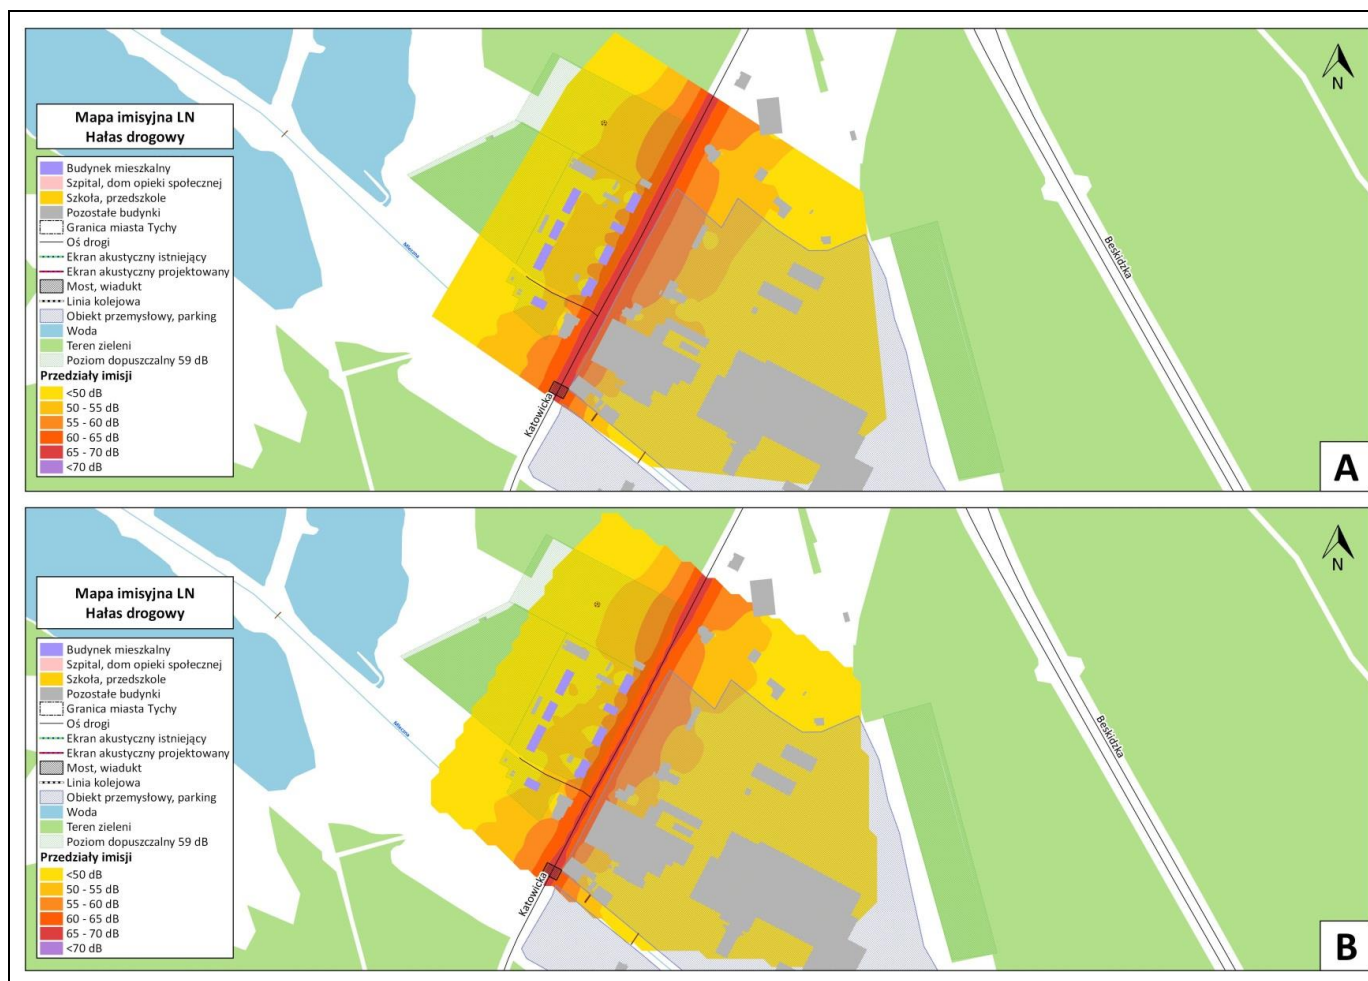 Mapa imisyjna LN
Hałas drogowy
Budynek mieszkalny
Szpital, dom opieki społecznej
Szkoła, przedszkole
Pozostałe budynki
Granica miasta Tychy
Oś drogi
Ekran akustyczny istniejący
Ekran akustyczny projektowany
Most, wiadukt
Linia kolejowa
Obiekt przemysłowy, parking
Woda
Teren zieleni
Poziom dopuszczalny 59 dB
Przedziały imisji
<50 dB
50 - 55 dB
55 - 60 dB
60 - 65 dB
65 - 70 dB
<70 dB
Mleczna
Katowicka
Beskidzka
N
A
Mapa imisyjna LN
Hałas drogowy
Budynek mieszkalny
Szpital, dom opieki społecznej
Szkoła, przedszkole
Pozostałe budynki
Granica miasta Tychy
Oś drogi
Ekran akustyczny istniejący
Ekran akustyczny projektowany
Most, wiadukt
Linia kolejowa
Obiekt przemysłowy, parking
Woda
Teren zieleni
Poziom dopuszczalny 59 dB
Przedziały imisji
<50 dB
50 - 55 dB
55 - 60 dB
60 - 65 dB
65 - 70 dB
<70 dB
Mleczna
Katowicka
Beskidzka
N
B